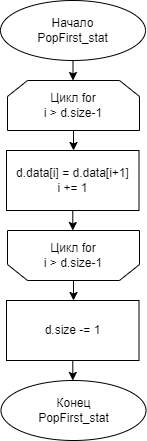 Начало
PopFirst_stat
Цикл for
i > d.size-1
d.data[i] = d.data[i+1]
i += 1
Цикл for
i > d.size-1
d.size -= 1
Конец
PopFirst_stat